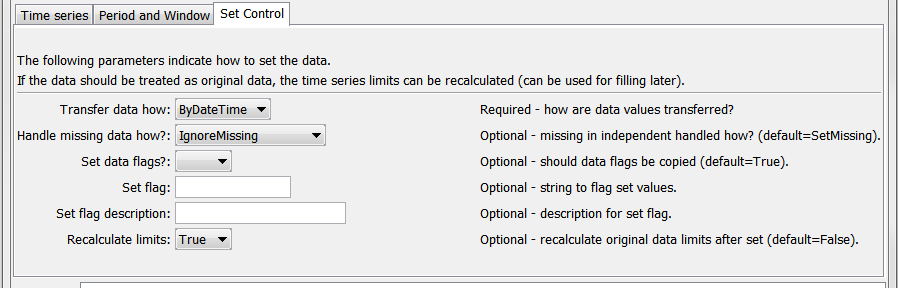 Time series Period and Window Set Control
The following parameters indicate how to set the data.
If the data should be treated as original data, the time series limits can be recalculated (can be used for filling later).
Transfer data how: ByDateTime Required - how are data values transferred?
Handle missing data how?: IgnoreMissing Optional - missing in independent handled how? (default=SetMissing).
Set data flags?: Optional - should data flags be copied (default=True).
Set flag: Optional - string to flag set values.
Set flag description: Optional - description for set flag.
Recalculate limits: True Optional - recalculate original data limits after set (default=False).